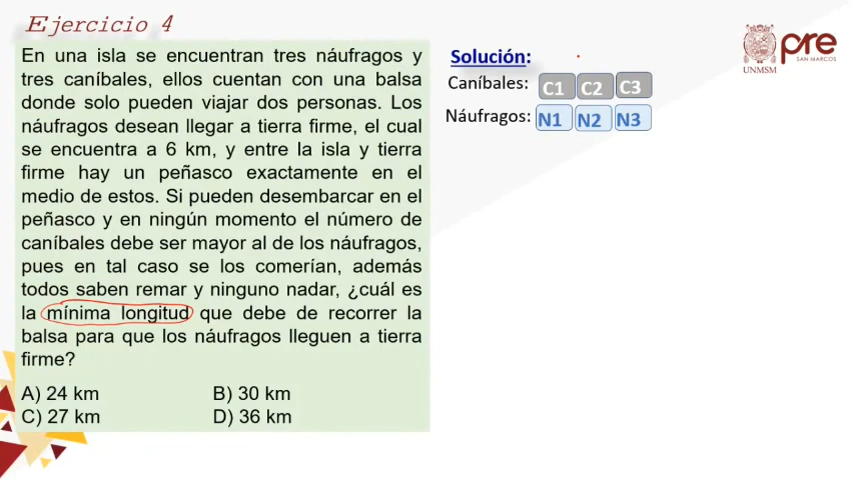 Ejercicio 4
En una isla se encuentran tres náufragos y
tres caníbales, ellos cuentan con una balsa
donde solo pueden viajar dos personas. Los
náufragos desean llegar a tierra firme, el cual
se encuentra a 6 km, y entre la isla y tierra
firme hay un peñasco exactamente en el
medio de estos. Si pueden desembarcar en el
peñasco y en ningún momento el número de
caníbales debe ser mayor al de los náufragos,
pues en tal caso se los comerían, además
todos saben remar y ninguno nadar, ¿cuál es
la mínima longitud que debe de recorrer la
balsa para que los náufragos lleguen a tierra
firme?
A) 24 km B) 30 km
C) 27 km D) 36 km
Solución:
Caníbales: C1 C2 C3
Náufragos: N1 N2 N3
UNMSM
pre
SAN MARCOS